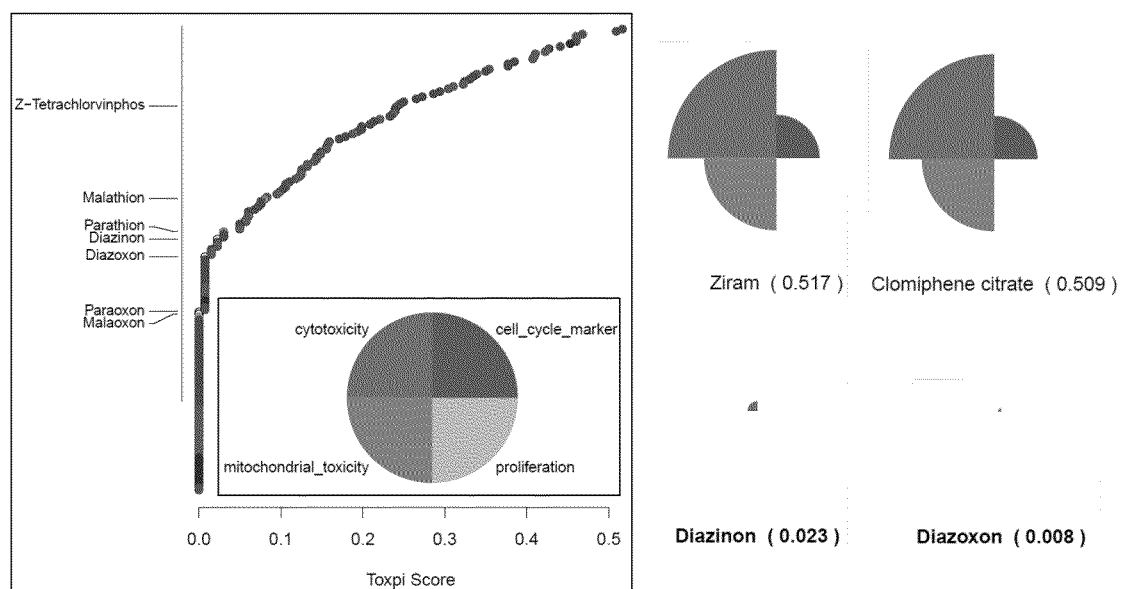 Z-Tetrachlorvinphos
Malathion
Parathion
Diazinon
Diazoxon
Paraoxon
Malaoxon
cytotoxicity
cell_cycle_marker
mitochondrial_toxicity
proliferation
0.0 0.1 0.2 0.3 0.4 0.5
Toxpi Score
Ziram ( 0.517 ) Clomiphene citrate ( 0.509 )
Diazinon ( 0.023 ) Diazoxon ( 0.008 )